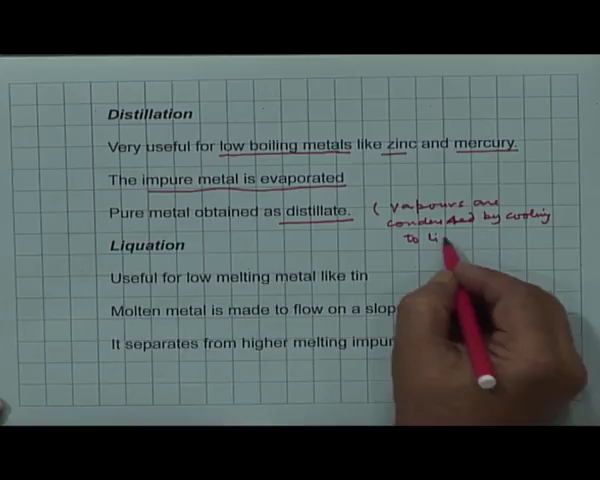 Distillation
Very useful for low boiling metals like zinc and mercury.
The impure metal is evaporated
Pure metal obtained as distillate. ( vapours are
condensed by cooling
to li
Liquation
Useful for low melting metal like tin
Molten metal is made to flow on a
It separates from higher melting